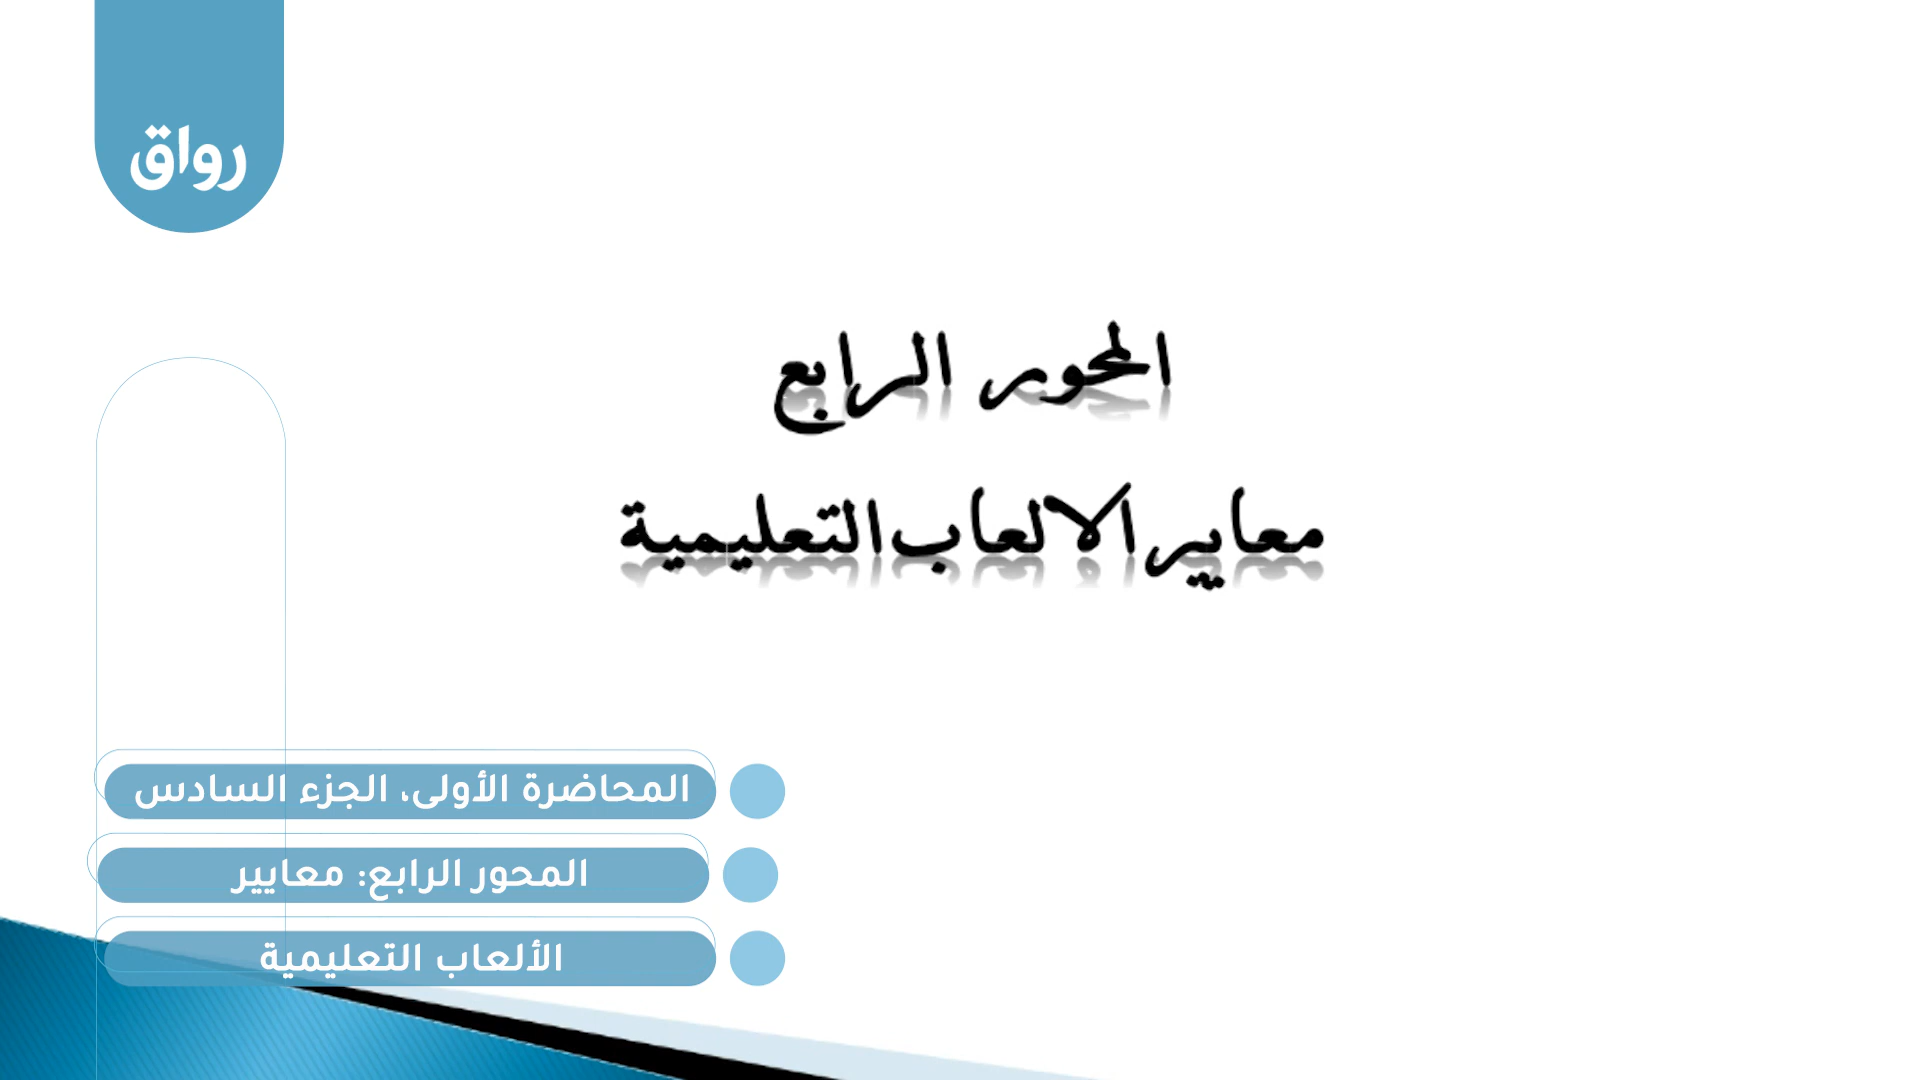 رواق
المحور الرابع
معايير الالعاب التعليمية
المحاضرة الأولى، الجزء السادس
المحور الرابع: معايير
الألعاب التعليمية